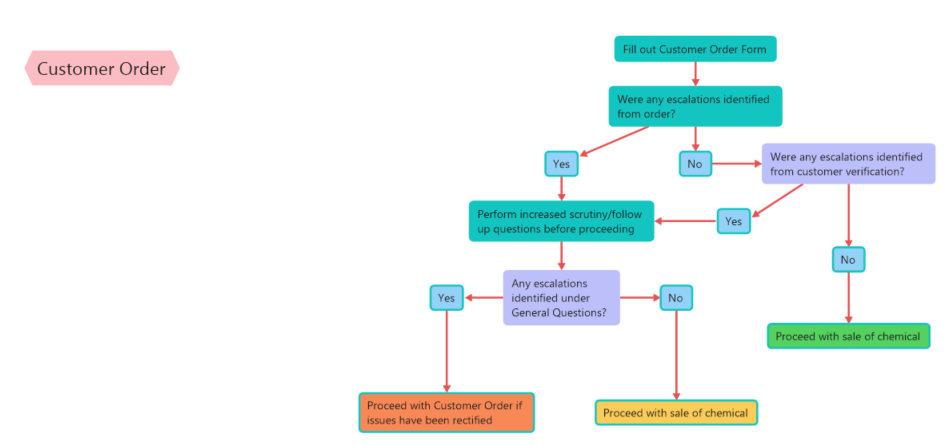 Customer Order
Fill out Customer Order Form
Were any escalations identified
from order?
Yes
No
Were any escalations identified
from customer verification?
Perform increased scrutiny/follow
up questions before proceeding
Yes
No
Yes
Any escalations
identified under
General Questions?
No
Proceed with sale of chemical
Proceed with Customer Order if
issues have been rectified
Proceed with sale of chemical